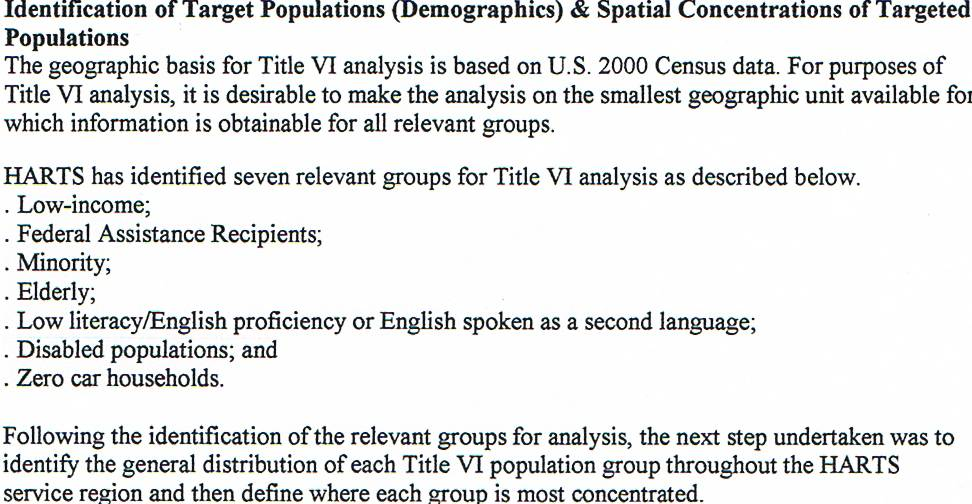 Identification of Target Populations (Demographics) & Spatial Concentrations of Targeted
Populations
The geographic basis for Title VI analysis is based on U.S. 2000 Census data. For purposes of
Title VI analysis, it is desirable to make the analysis on the smallest geographic unit available for
which information is obtainable for all relevant groups.
HARTS has identified seven relevant groups for Title VI analysis as described below.
. Low-income;
. Federal Assistance Recipients;
. Minority;
. Elderly;
. Low literacy/English proficiency or English spoken as a second language;
. Disabled populations; and
. Zero car households.
Following the identification of the relevant groups for analysis, the next step undertaken was to
identify the general distribution of each Title VI population group throughout the HARTS
service region and then define where each group is most concentrated.